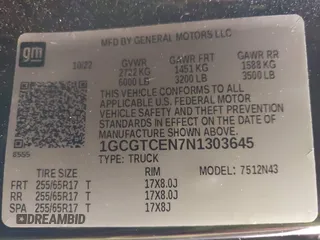 gm
MFD BY GENERAL MOTORS LLC
10/22 GVWR GAWR FRT GAWR RR
2722 KG 1451 KG 1588 KG
6000 LB 3200 LB 3500 LB
THIS VEHICLE CONFORMS TO ALL
APPLICABLE U.S. FEDERAL MOTOR
VEHICLE SAFETY AND THEFT PREVENTION
STANDARDS IN EFFECT ON THE DATE OF
MANUFACTURE SHOWN ABOVE.
1GCGTCEN7N1303645
TYPE: TRUCK
MODEL: 7512N43
TIRE SIZE RIM
FRT 255/65R17 T 17X8.0J
RR 255/65R17 T 17X8.0J
SPA 255/65R17 T 17X8J
DREAMBID